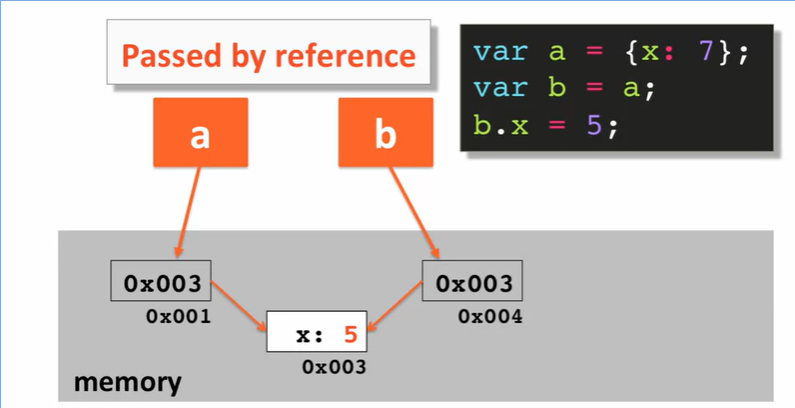 Passed by reference
var a = {x: 7};
var b = a;
b.x = 5;
a
b
0x003
0x003
0x001
0x004
x: 5
0x003
memory